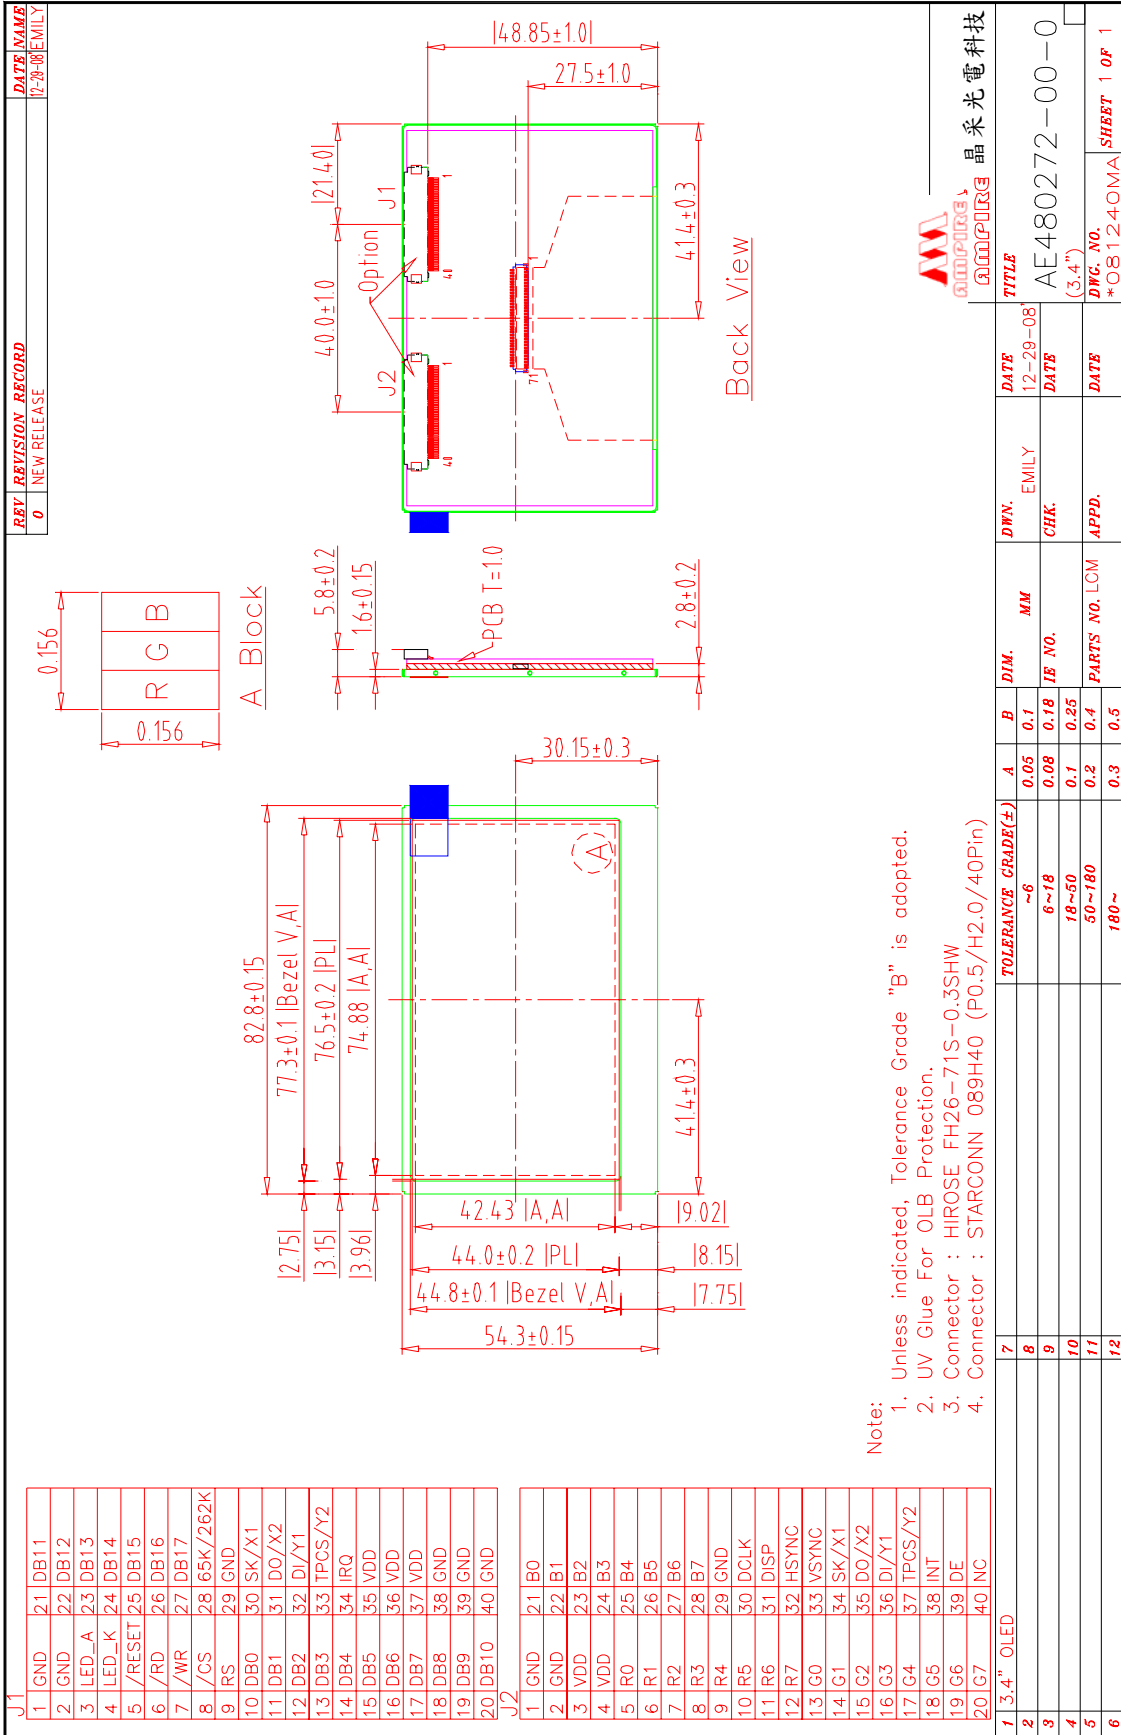 REV REVISION RECORD DATE NAME
0 NEW RELEASE 12-29-08' EMILY
J1
1 GND 21 DB11
2 GND 22 DB12
3 LED_A 23 DB13
4 LED_K 24 DB14
5 /RESET 25 DB15
6 /RD 26 DB16
7 /WR 27 DB17
8 /CS 28 65K/262K
9 RS 29 GND
10 DB0 30 SK/X1
11 DB1 31 DO/X2
12 DB2 32 DI/Y1
13 DB3 33 TPCS/Y2
14 DB4 34 IRQ
15 DB5 35 VDD
16 DB6 36 VDD
17 DB7 37 VDD
18 DB8 38 GND
19 DB9 39 GND
20 DB10 40 GND
J2
1 GND 21 B0
2 GND 22 B1
3 VDD 23 B2
4 VDD 24 B3
5 R0 25 B4
6 R1 26 B5
7 R2 27 B6
8 R3 28 B7
9 R4 29 GND
10 R5 30 DCLK
11 R6 31 DISP
12 R7 32 HSYNC
13 G0 33 VSYNC
14 G1 34 SK/X1
15 G2 35 DO/X2
16 G3 36 DI/Y1
17 G4 37 TPCS/Y2
18 G5 38 INT
19 G6 39 DE
20 G7 40 NC
82.8±0.15
77.3±0.1 |Bezel V,A|
76.5±0.2 |PL|
74.88 |A,A|
|2.75|
|3.15|
|3.96|
42.43 |A,A|
|9.02|
44.0±0.2 |PL|
|8.15|
44.8±0.1 |Bezel V,A|
|7.75|
54.3±0.15
41.4±0.3
30.15±0.3
A
0.156
R G B
0.156
A Block
5.8±0.2
1.6±0.15
PCB T=1.0
2.8±0.2
40.0±1.0
|21.40|
Option
J2
J1
40
1
40
1
71
1
|48.85±1.0|
27.5±1.0
41.4±0.3
Back View
Note:
1. Unless indicated, Tolerance Grade "B" is adopted.
2. UV Glue For OLB Protection.
3. Connector : HIROSE FH26-71S-0.3SHW
4. Connector : STARCONN 089H40 (P0.5/H2.0/40Pin)
AMPIRE
AMPIRE 晶采光電科技
1 3.4" OLED
2
3
4
5
6
7
8
9
10
11
12
TOLERANCE GRADE(±) A B
~6 0.05 0.1
6~18 0.08 0.18
18~50 0.1 0.25
50~180 0.2 0.4
180~ 0.3 0.5
DIM. MM
IE NO.
PARTS NO. LCM
DWN. EMILY
DATE 12-29-08'
CHK.
DATE
APPD.
DATE
TITLE
AE480272-00-0
(3.4")
DWG. NO.
*081240MA
SHEET 1 OF 1